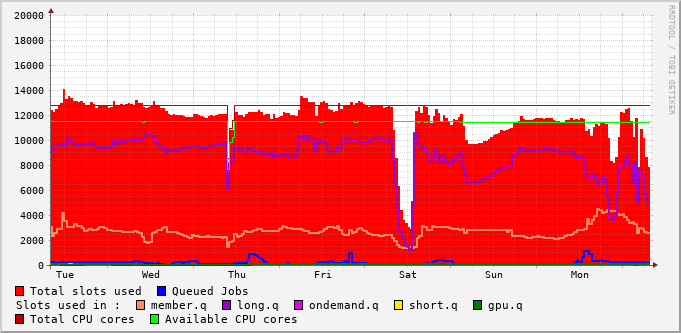 20000
18000
16000
14000
12000
10000
8000
6000
4000
2000
0
Tue Wed Thu Fri Sat Sun Mon
RRDTOOL / TOBI OETIKER
Total slots used Queued Jobs
Slots used in : member.q long.q ondemand.q short.q gpu.q
Total CPU cores Available CPU cores